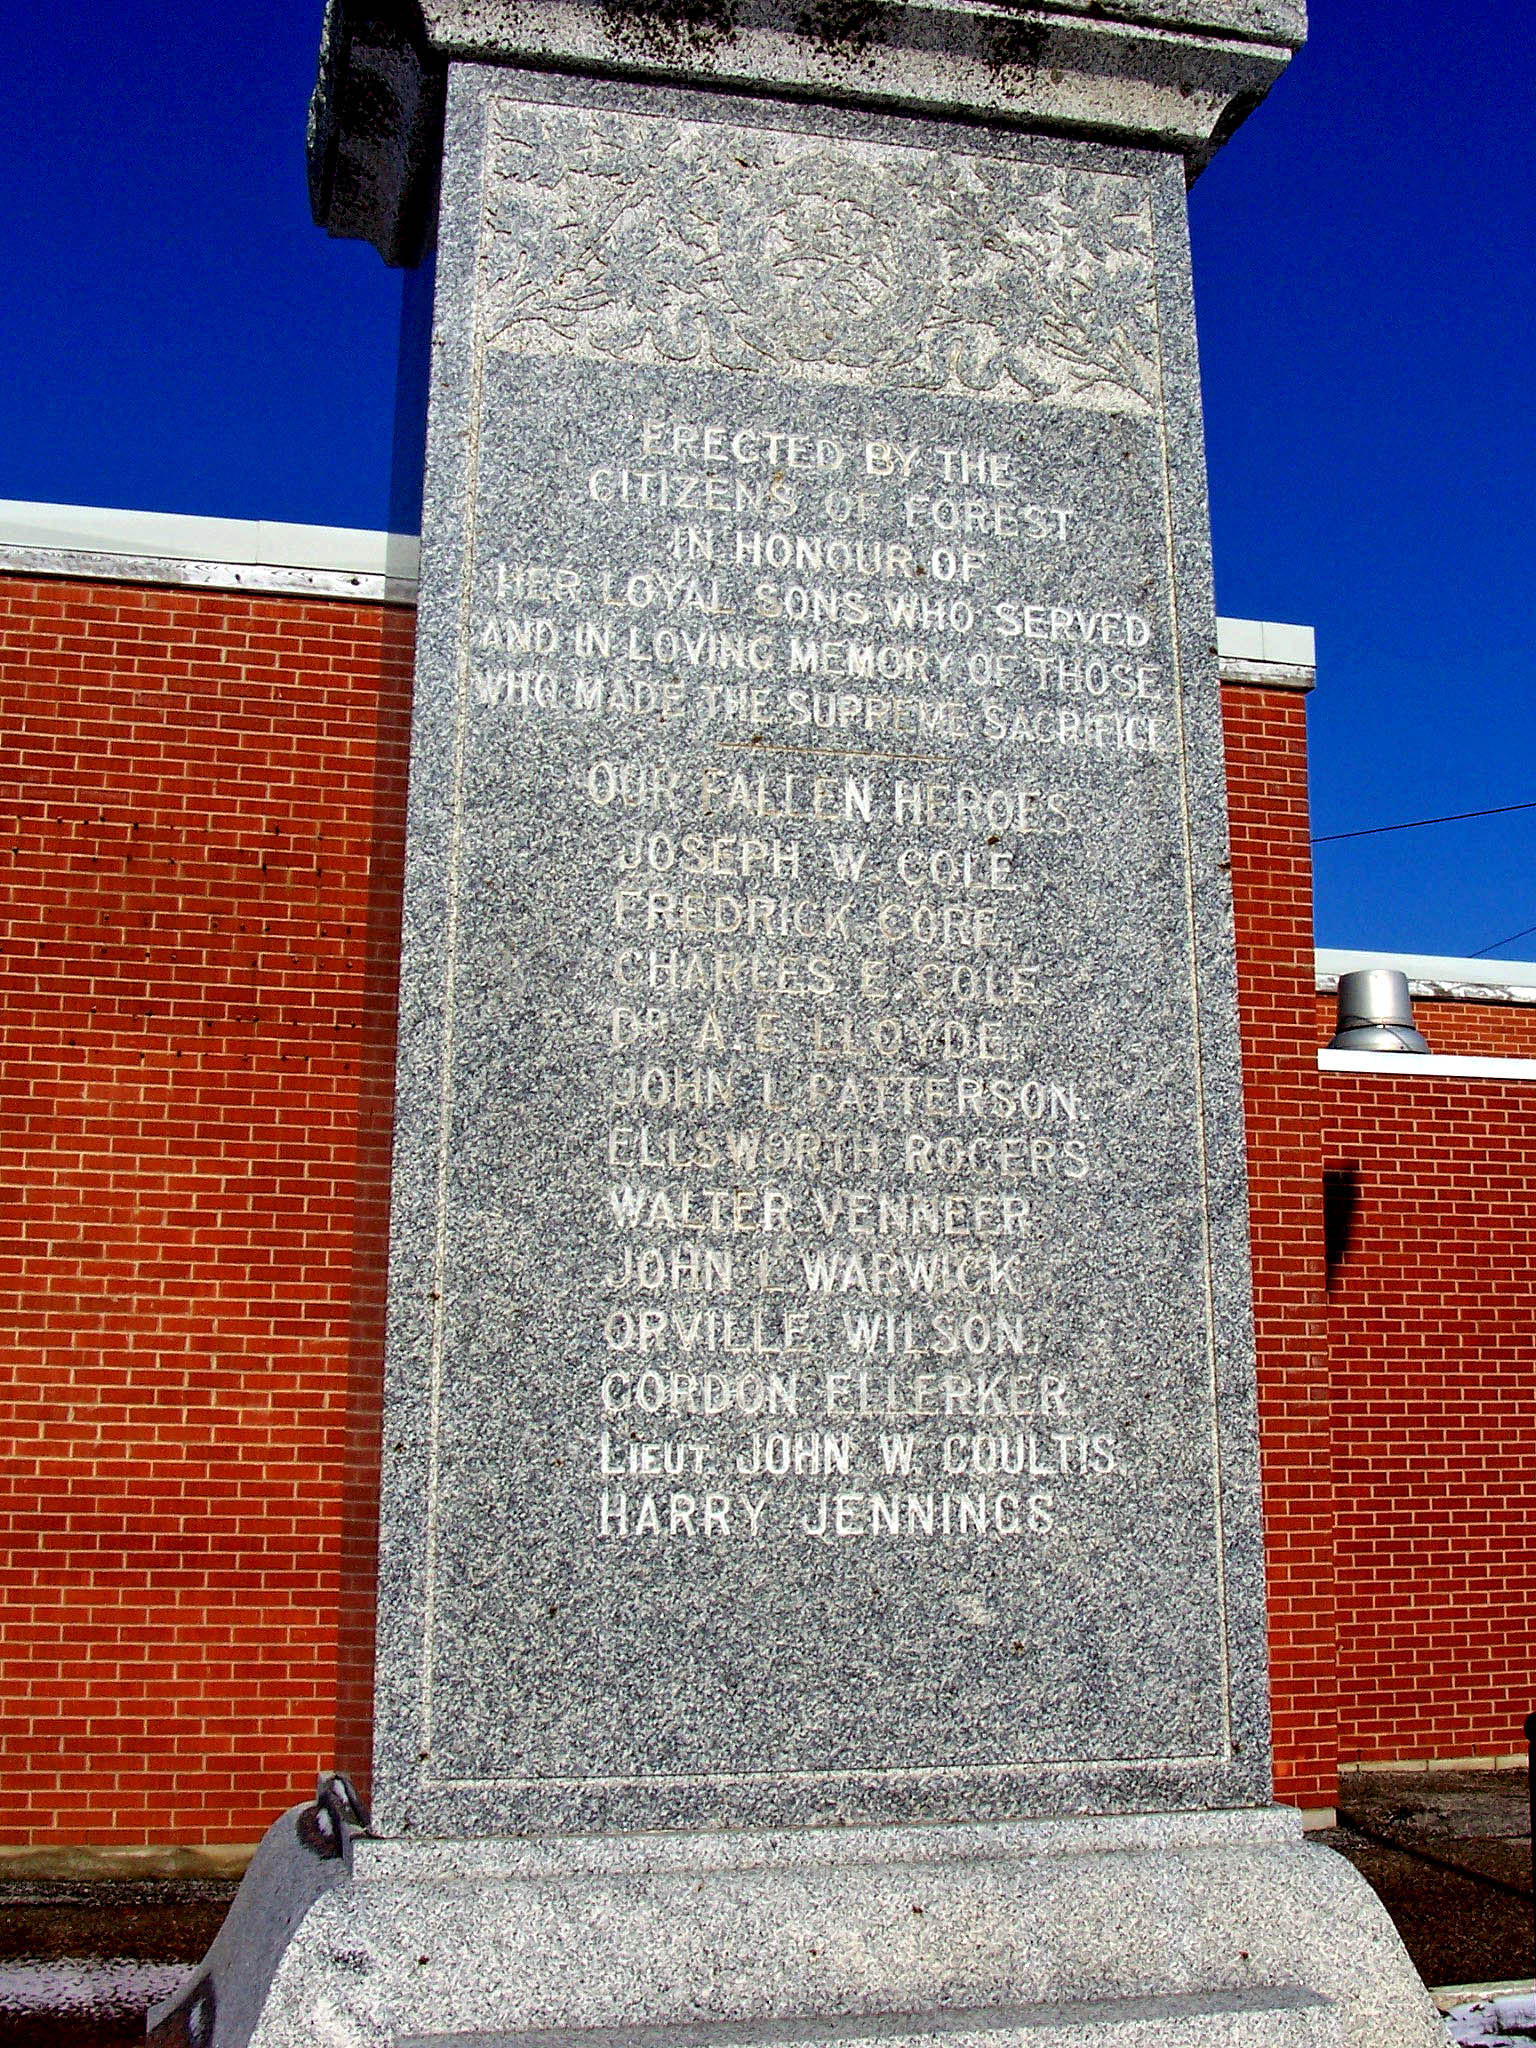 ERECTED BY THE
CITIZENS OF FOREST
IN HONOUR OF
HER LOYAL SONS WHO SERVED
AND IN LOVING MEMORY OF THOSE
WHO MADE THE SUPREME SACRIFICE
OUR FALLEN HEROES
JOSEPH W. COLE.
FREDRICK CORE.
CHARLES E. COLE.
DR. A. E. LLOYDE.
JOHN L. PATTERSON.
ELLSWORTH ROGERS.
WALTER VENNEER.
JOHN L. WARWICK.
ORVILLE WILSON.
GORDON ELLERKER.
LIEUT. JOHN W. COULTIS.
HARRY JENNINGS.